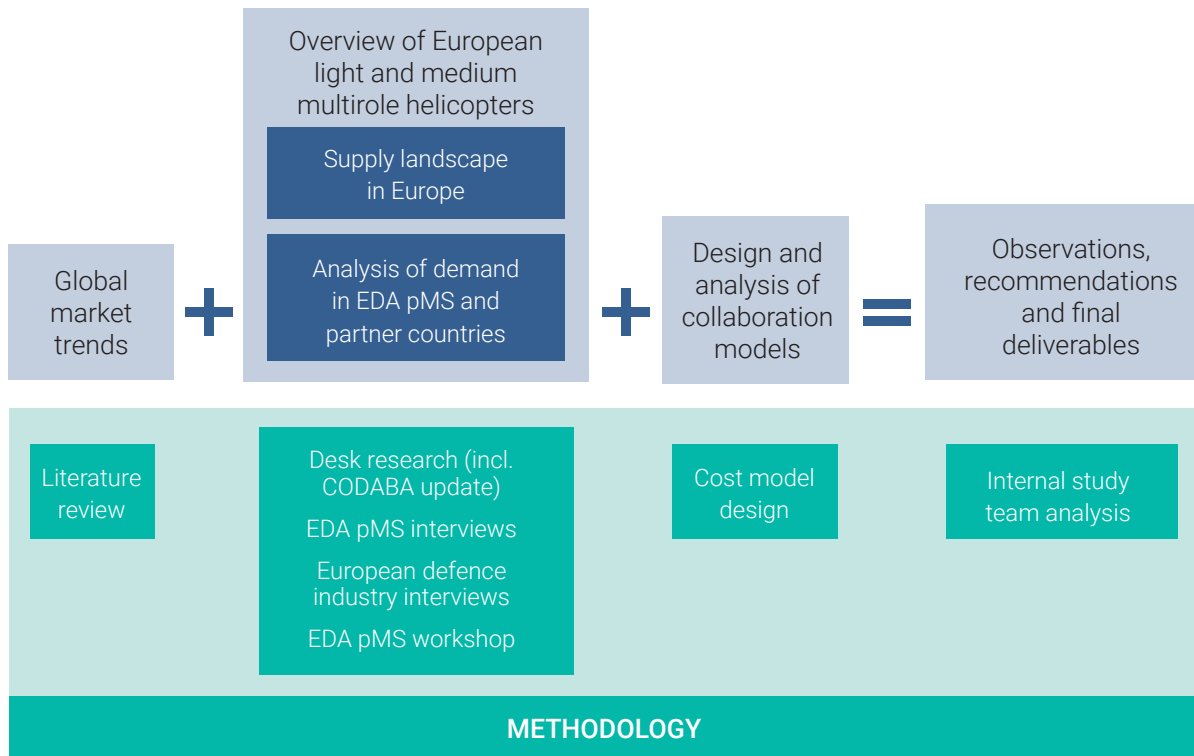 Global
market
trends
+
Overview of European
light and medium
multirole helicopters
Supply landscape
in Europe
Analysis of demand
in EDA pMS and
partner countries
+
Design and
analysis of
collaboration
models
=
Observations,
recommendations
and final
deliverables
Literature
review
Desk research (incl.
CODABA update)
EDA pMS interviews
European defence
industry interviews
EDA pMS workshop
Cost model
design
Internal study
team analysis
METHODOLOGY